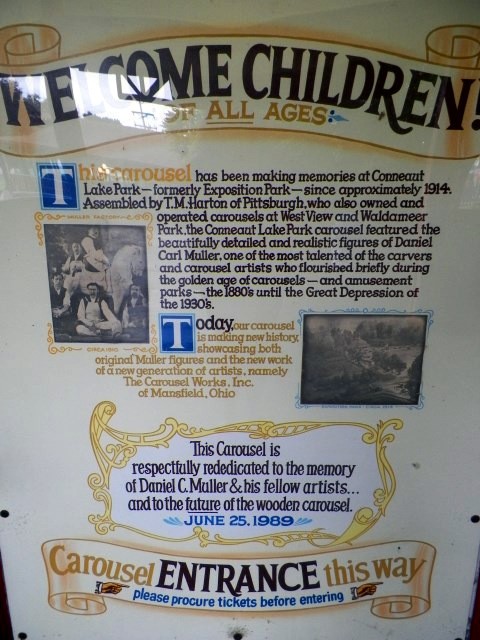 WELCOME CHILDREN!
OF ALL AGES:
This carousel has been making memories at Conneaut
Lake Park—formerly Exposition Park—since approximately 1914.
Assembled by T.M. Harton of Pittsburgh, who also owned and
operated carousels at West View and Waldameer
Park, the Conneaut Lake Park carousel featured the
beautifully detailed and realistic figures of Daniel
Carl Muller, one of the most talented of the carvers
and carousel artists who flourished briefly during
the golden age of carousels—and amusement
parks—the 1880's until the Great Depression of
the 1930's.
MULLER FACTORY
CIRCA 1910
Today, our carousel
is making new history,
showcasing both
original Muller figures and the new work
of a new generation of artists, namely
The Carousel Works, Inc.
of Mansfield, Ohio
This Carousel is
respectfully rededicated to the memory
of Daniel C. Muller & his fellow artists...
and to the future of the wooden carousel.
JUNE 25, 1989
Carousel ENTRANCE this way
please procure tickets before entering